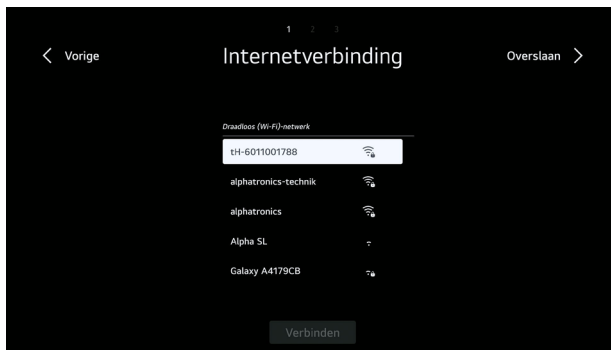 1 2 3
Vorige
Internetverbinding
Overslaan
Draadloos (Wi-Fi)-netwerk
tH-6011001788
alphatronics-technik
alphatronics
Alpha SL
Galaxy A4179CB
Verbinden